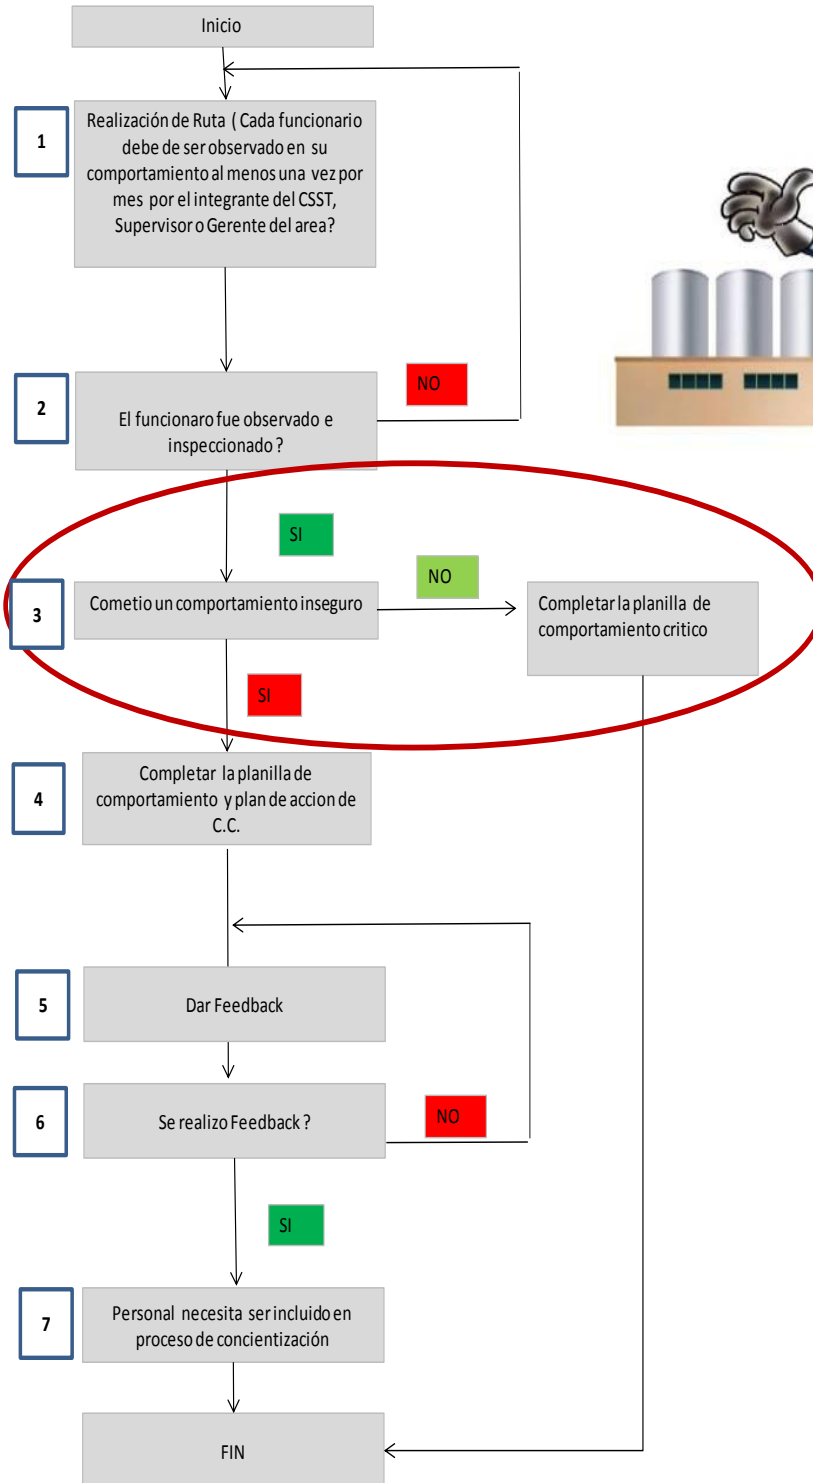 Inicio
1
Realización de Ruta ( Cada funcionario
debe de ser observado en su
comportamiento al menos una vez por
mes por el integrante del CSST,
Supervisor o Gerente del area?
2
El funcionaro fue observado e
inspeccionado ?
NO
SI
3
Cometio un comportamiento inseguro
NO
Completar la planilla de
comportamiento critico
SI
4
Completar la planilla de
comportamiento y plan de accion de
C.C.
5
Dar Feedback
6
Se realizo Feedback ?
NO
SI
7
Personal necesita ser incluido en
proceso de concientización
FIN